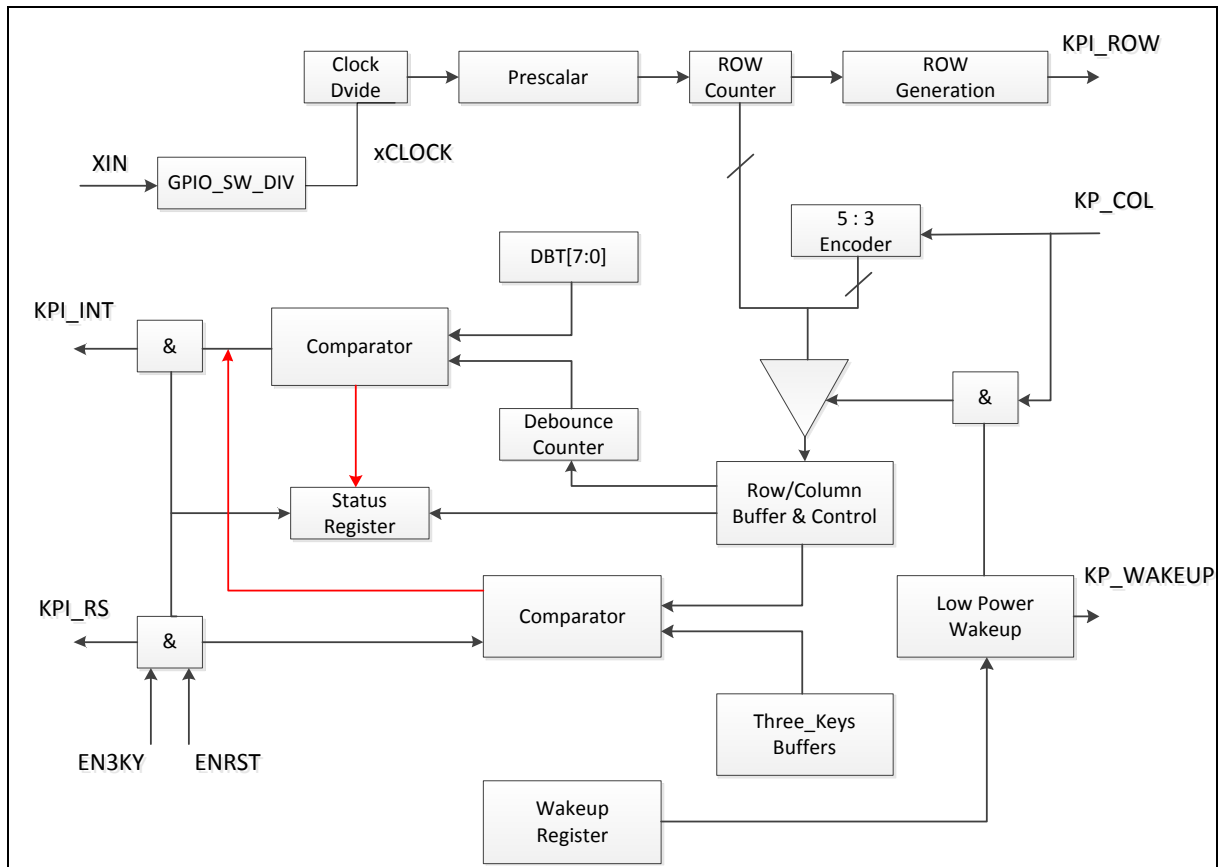 KPI_ROW
Clock
Dvide
Prescalar
ROW
Counter
ROW
Generation
XIN
xCLOCK
GPIO_SW_DIV
KP_COL
5 : 3
Encoder
DBT[7:0]
KPI_INT
&
Comparator
&
Debounce
Counter
Status
Register
Row/Column
Buffer & Control
KPI_RS
&
Comparator
Low Power
Wakeup
KP_WAKEUP
Three_Keys
Buffers
EN3KY
ENRST
Wakeup
Register